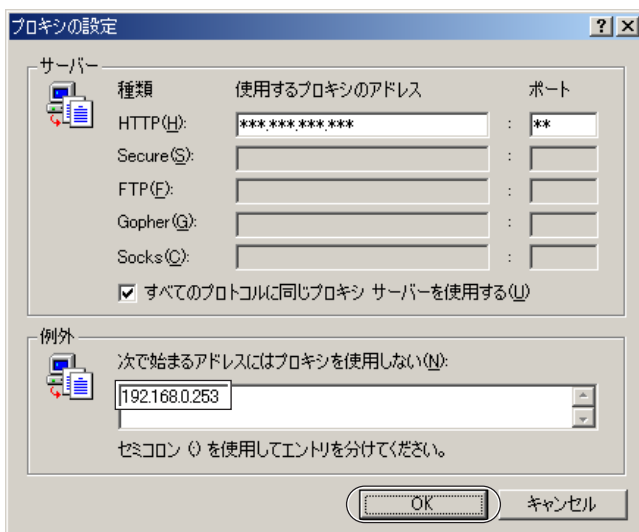 プロキシの設定
サーバー
種類 使用するプロキシのアドレス ポート
HTTP(H): ***.***.***.*** : **
Secure(S): :
FTP(F): :
Gopher(G): :
Socks(C): :
すべてのプロトコルに同じプロキシ サーバーを使用する(U)
例外
次で始まるアドレスにはプロキシを使用しない(N):
192.168.0.253
セミコロン (;) を使用してエントリを分けてください。
OK キャンセル